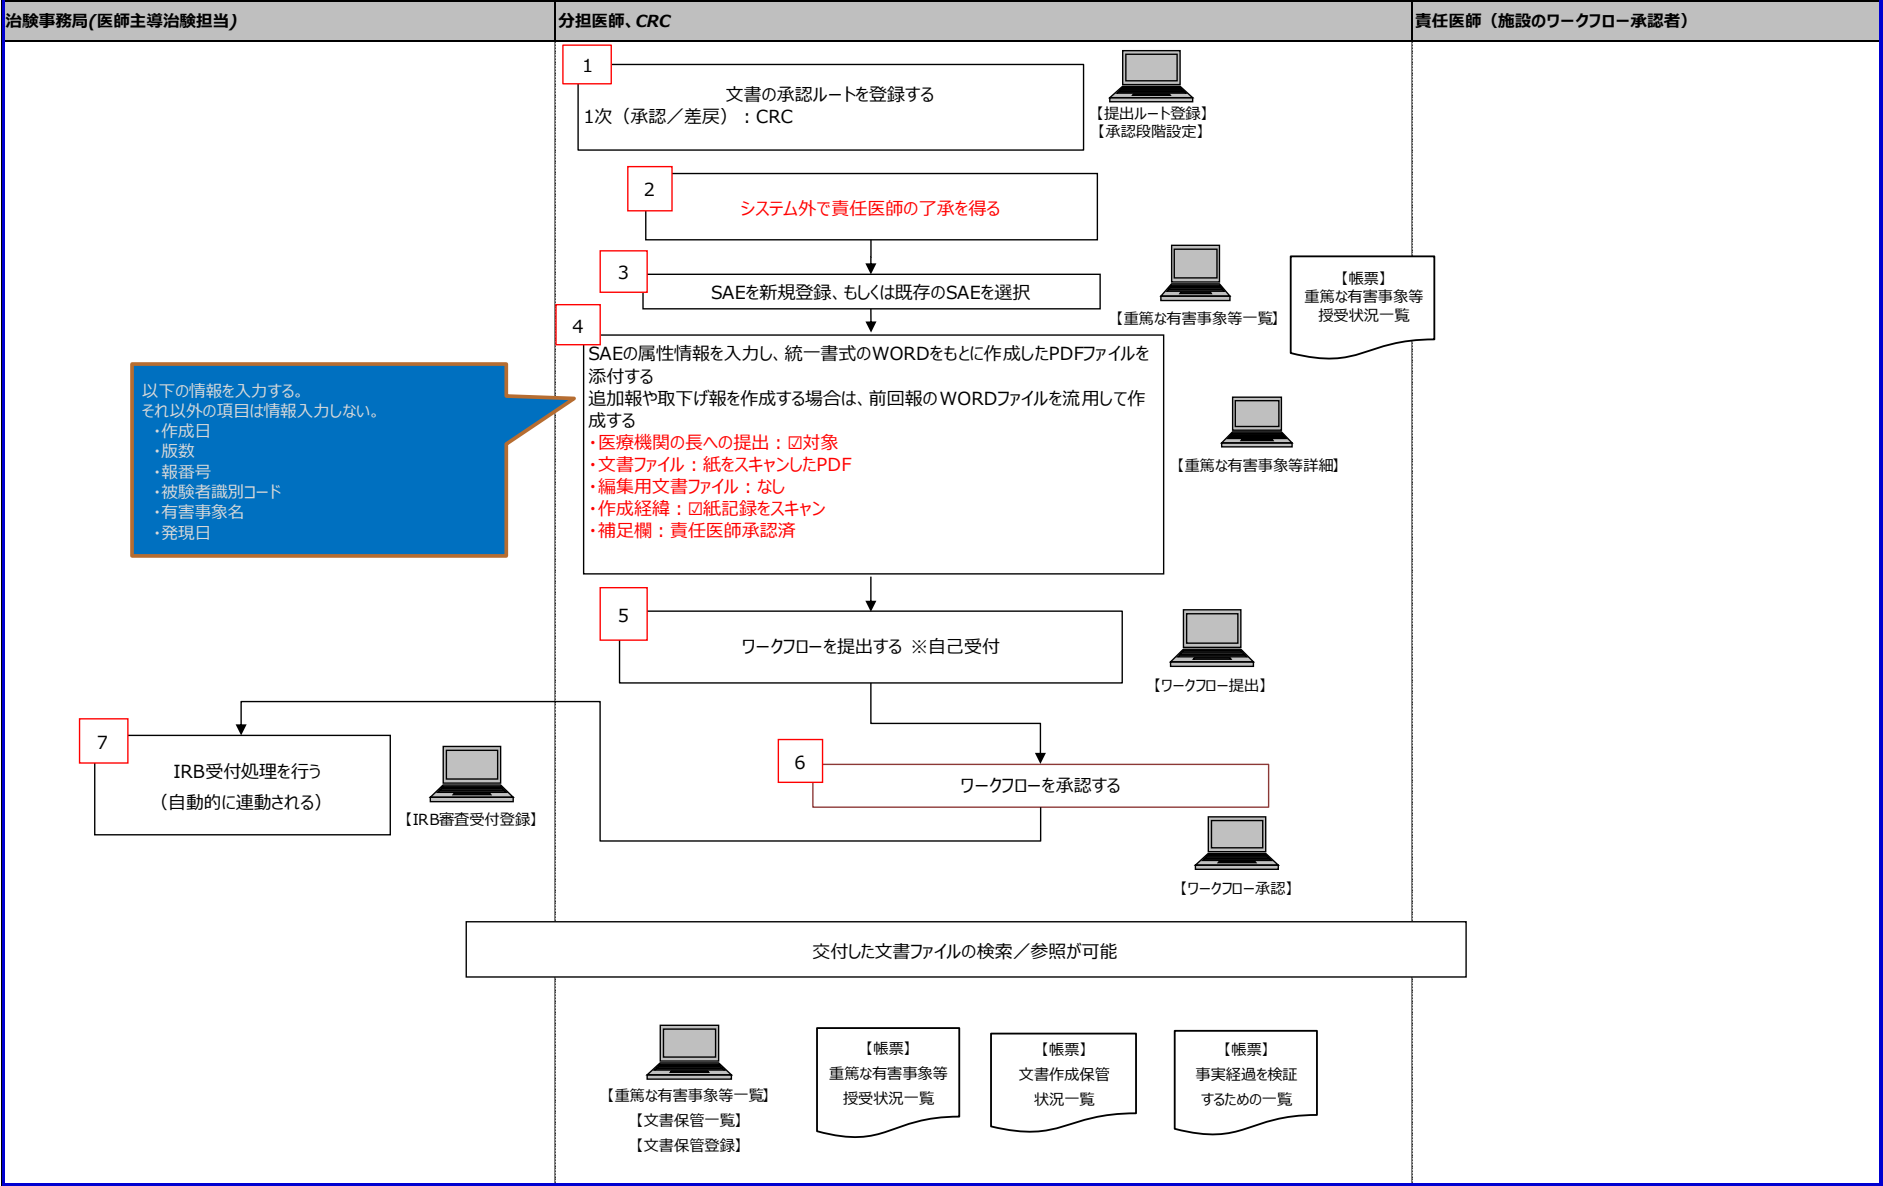 治験事務局(医師主導治験担当)
分担医師、CRC
責任医師（施設のワークフロー承認者）
1
文書の承認ルートを登録する
1次（承認／差戻）：CRC
【提出ルート登録】
【承認段階設定】
2
システム外で責任医師の了承を得る
3
SAEを新規登録、もしくは既存のSAEを選択
【重篤な有害事象等一覧】
【帳票】
重篤な有害事象等
授受状況一覧
4
SAEの属性情報を入力し、統一書式のWORDをもとに作成したPDFファイルを
添付する
追加報や取下げ報を作成する場合は、前回報のWORDファイルを流用して作
成する
・医療機関の長への提出：☑対象
・文書ファイル：紙をスキャンしたPDF
・編集用文書ファイル：なし
・作成経緯：☑紙記録をスキャン
・補足欄：責任医師承認済
以下の情報を入力する。
それ以外の項目は情報入力しない。
・作成日
・版数
・報番号
・被験者識別コード
・有害事象名
・発現日
【重篤な有害事象等詳細】
5
ワークフローを提出する ※自己受付
【ワークフロー提出】
6
ワークフローを承認する
【ワークフロー承認】
7
IRB受付処理を行う
（自動的に連動される）
【IRB審査受付登録】
交付した文書ファイルの検索／参照が可能
【重篤な有害事象等一覧】
【文書保管一覧】
【文書保管登録】
【帳票】
重篤な有害事象等
授受状況一覧
【帳票】
文書作成保管
状況一覧
【帳票】
事実経過を検証
するための一覧